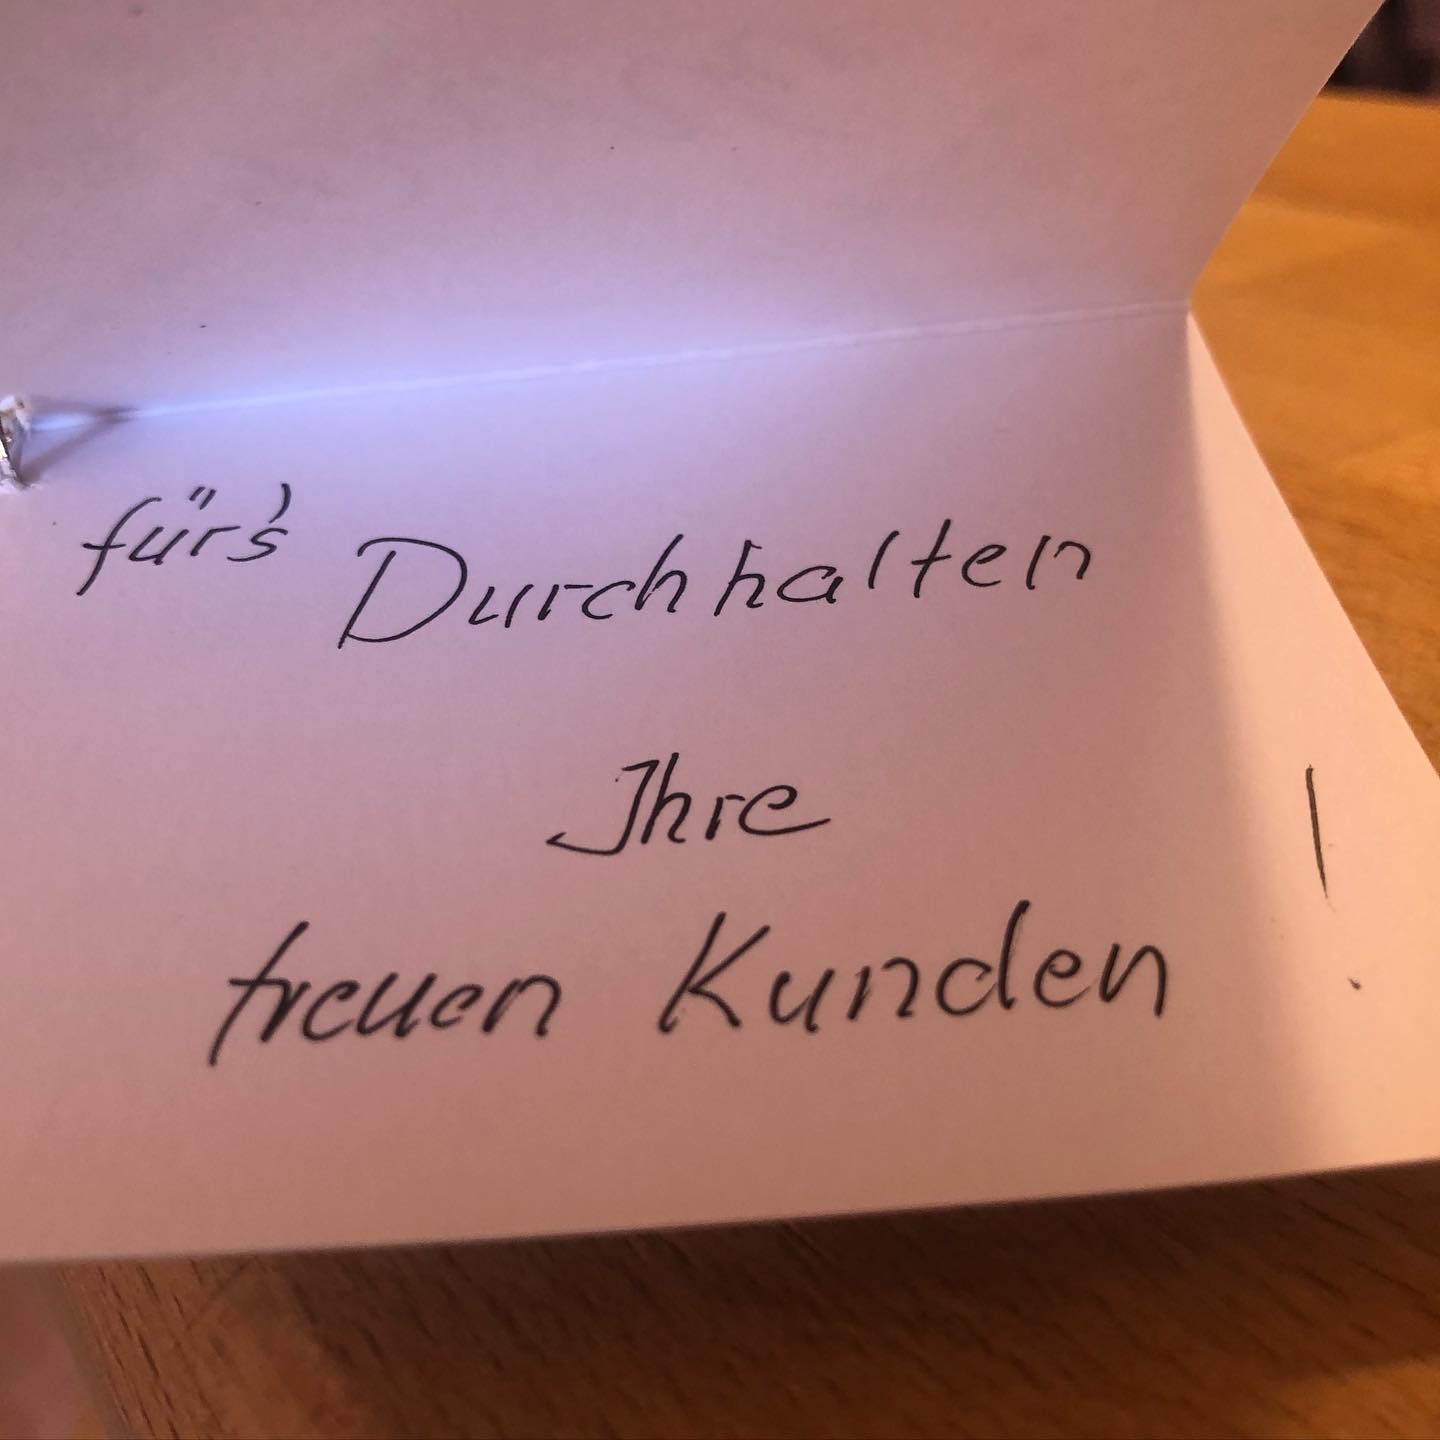 für's Durchhalten
Ihre
treuen Kunden !